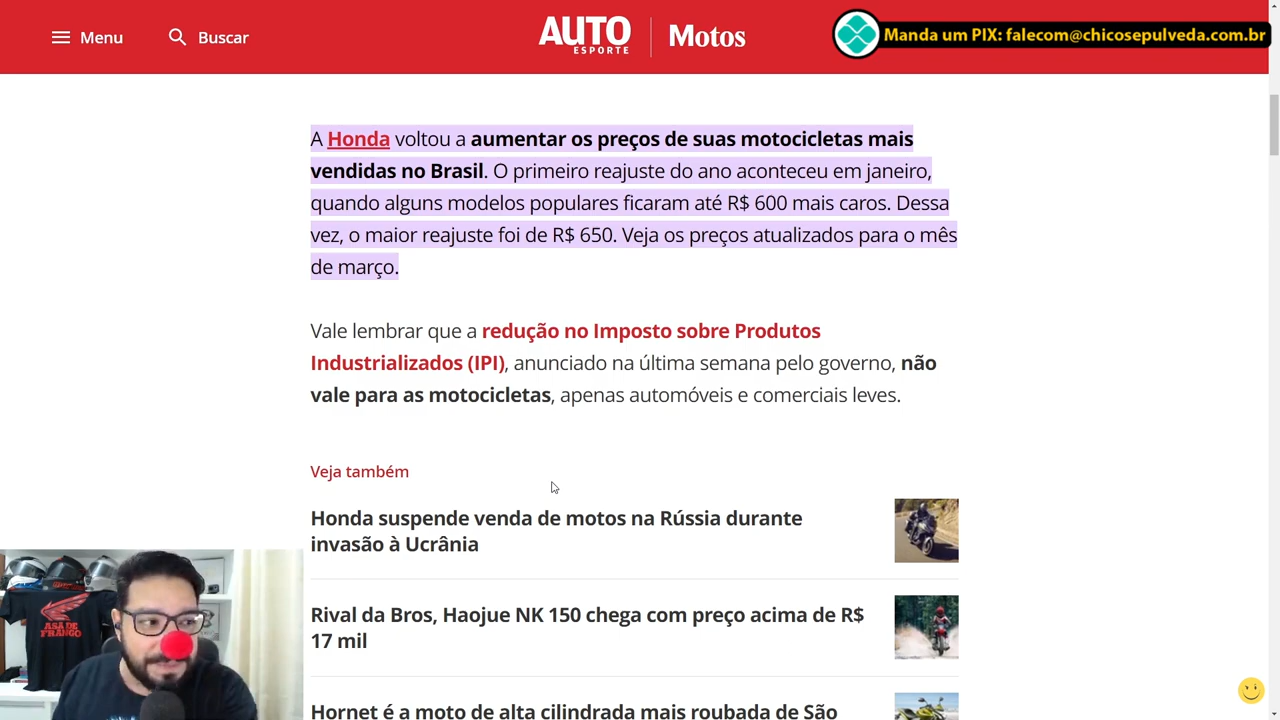 Menu
Buscar
AUTO
ESPORTE
Motos
Manda um PIX: falecom@chicosepulveda.com.br
A Honda voltou a aumentar os preços de suas motocicletas mais
vendidas no Brasil. O primeiro reajuste do ano aconteceu em janeiro,
quando alguns modelos populares ficaram até R$ 600 mais caros. Dessa
vez, o maior reajuste foi de R$ 650. Veja os preços atualizados para o mês
de março.
Vale lembrar que a redução no Imposto sobre Produtos
Industrializados (IPI), anunciado na última semana pelo governo, não
vale para as motocicletas, apenas automóveis e comerciais leves.
Veja também
Honda suspende venda de motos na Rússia durante
invasão à Ucrânia
Rival da Bros, Haojue NK 150 chega com preço acima de R$
17 mil
Hornet é a moto de alta cilindrada mais roubada de São
ASA DE
FRANGO